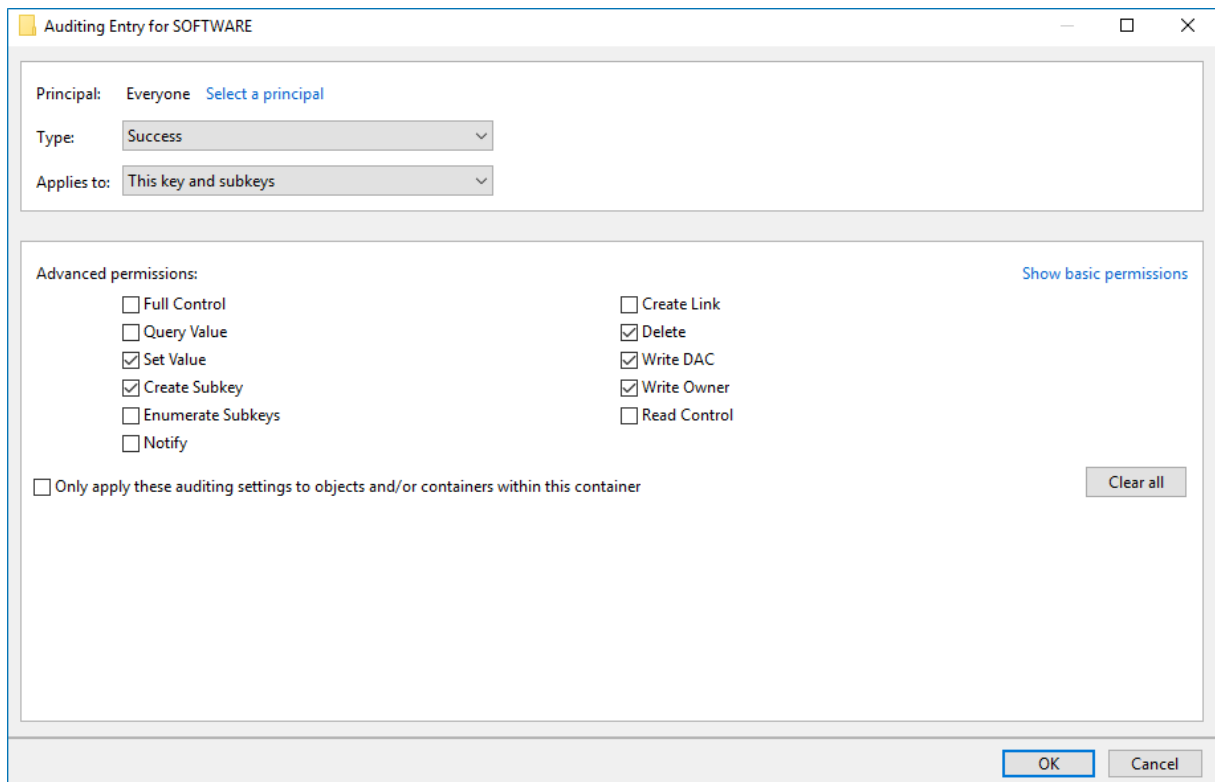 Auditing Entry for SOFTWARE
Principal: Everyone Select a principal
Type: Success
Applies to: This key and subkeys
Advanced permissions: Show basic permissions
Full Control Create Link
Query Value Delete
Set Value Write DAC
Create Subkey Write Owner
Enumerate Subkeys Read Control
Notify
Only apply these auditing settings to objects and/or containers within this container Clear all
OK Cancel